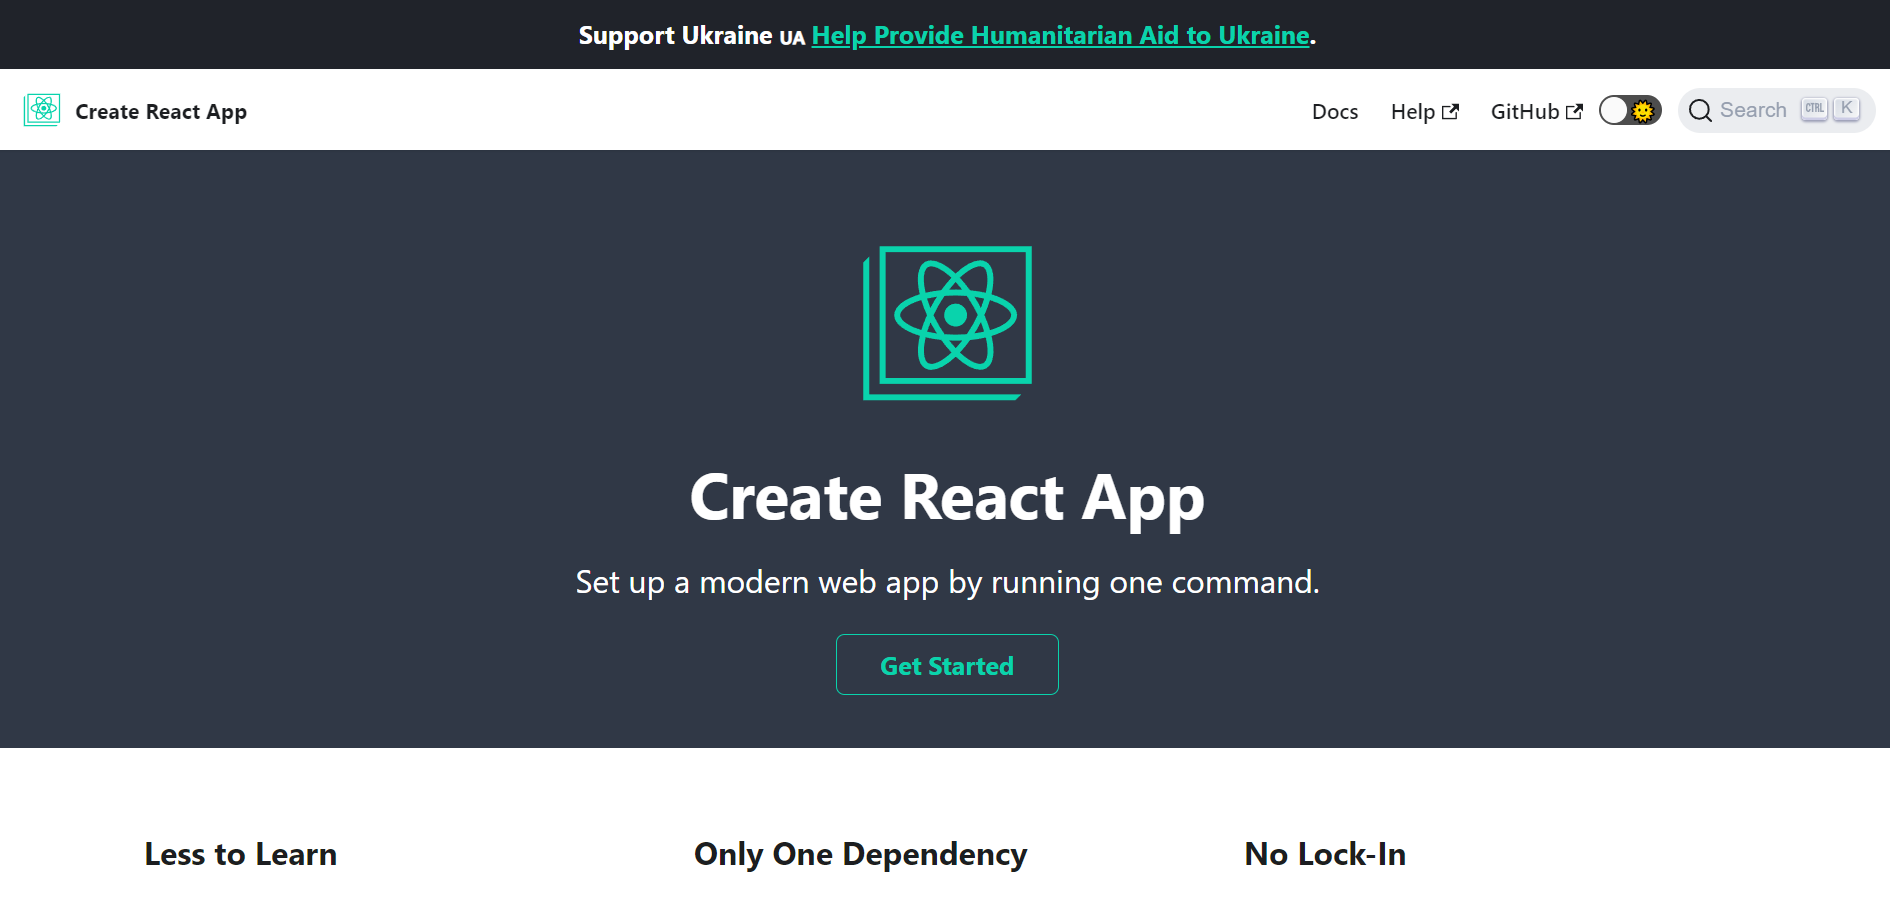 Support Ukraine UA Help Provide Humanitarian Aid to Ukraine.
Create React App Docs Help GitHub Search CTRL K
Create React App
Set up a modern web app by running one command.
Get Started
Less to Learn Only One Dependency No Lock-In